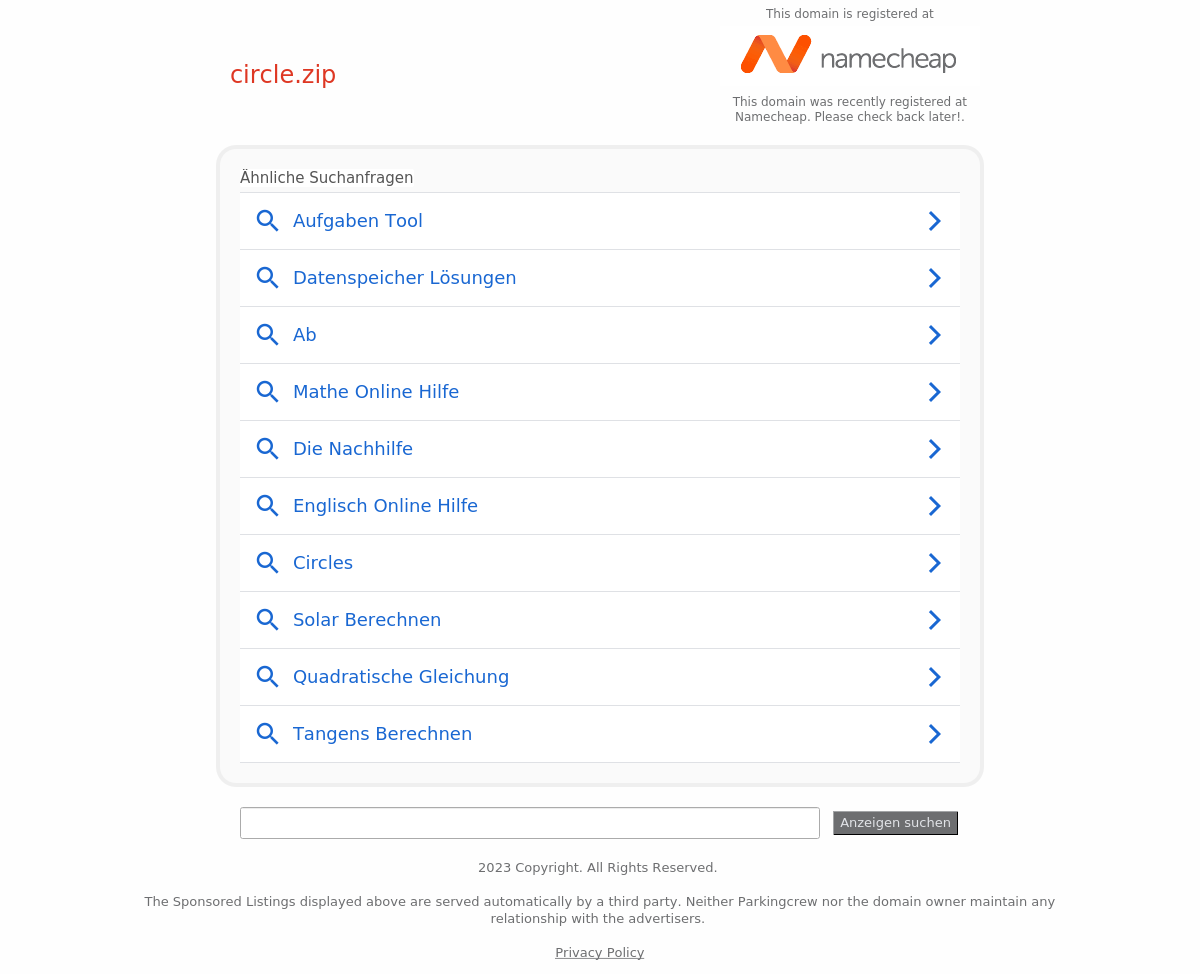 This domain is registered at
namecheap
circle.zip
This domain was recently registered at
Namecheap. Please check back later!.
Ähnliche Suchanfragen
Aufgaben Tool
Datenspeicher Lösungen
Ab
Mathe Online Hilfe
Die Nachhilfe
Englisch Online Hilfe
Circles
Solar Berechnen
Quadratische Gleichung
Tangens Berechnen
Anzeigen suchen
2023 Copyright. All Rights Reserved.
The Sponsored Listings displayed above are served automatically by a third party. Neither Parkingcrew nor the domain owner maintain any
relationship with the advertisers.
Privacy Policy